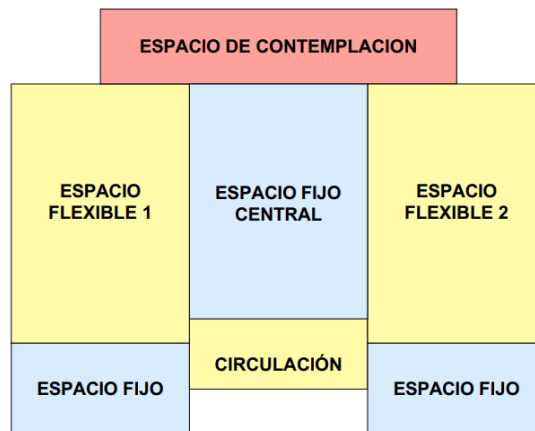 ESPACIO DE CONTEMPLACION
ESPACIO
FLEXIBLE 1
ESPACIO FIJO
CENTRAL
ESPACIO
FLEXIBLE 2
CIRCULACIÓN
ESPACIO FIJO
ESPACIO FIJO